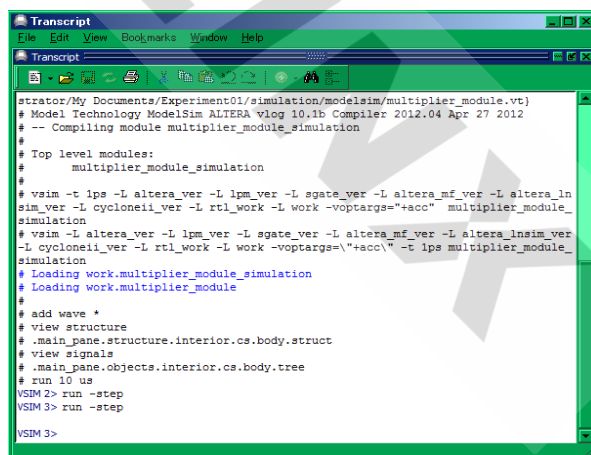 Transcript
File Edit View Bookmarks Window Help
Transcript
strator/My Documents/Experiment01/simulation/modelsim/multiplier_module.vt}
# Model Technology ModelSim ALTERA vlog 10.1b Compiler 2012.04 Apr 27 2012
# -- Compiling module multiplier_module_simulation
#
# Top level modules:
# multiplier_module_simulation
#
# vsim -t 1ps -L altera_ver -L lpm_ver -L sgate_ver -L altera_mf_ver -L altera_ln
sim_ver -L cycloneii_ver -L rtl_work -L work -voptargs="+acc" multiplier_module_
simulation
# vsim -L altera_ver -L lpm_ver -L sgate_ver -L altera_mf_ver -L altera_lnsim_ver
-L cycloneii_ver -L rtl_work -L work -voptargs=\"+acc\" -t 1ps multiplier_module_
simulation
# Loading work.multiplier_module_simulation
# Loading work.multiplier_module
#
# add wave *
# view structure
# .main_pane.structure.interior.cs.body.struct
# view signals
# .main_pane.objects.interior.cs.body.tree
# run 10 us
VSIM 2> run -step
VSIM 3> run -step
VSIM 3>